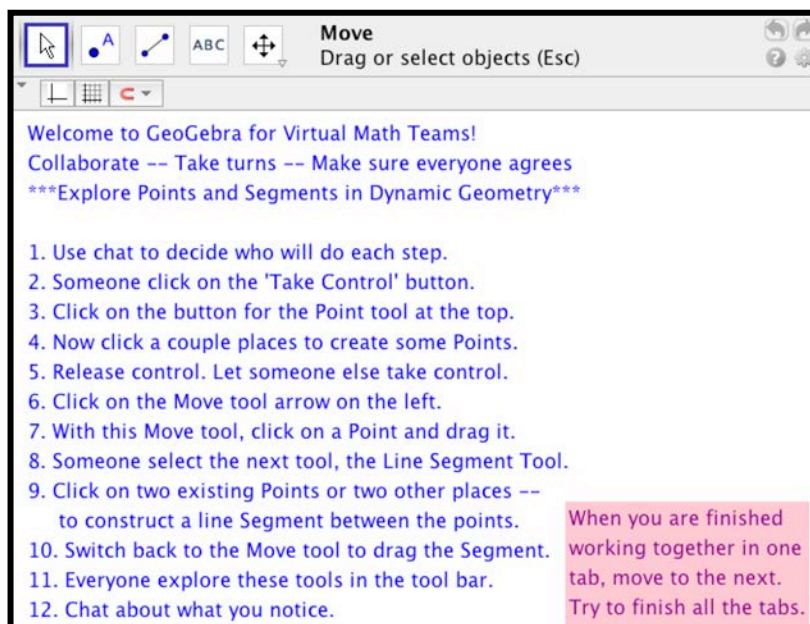 A
ABC
Move
Drag or select objects (Esc)
Welcome to GeoGebra for Virtual Math Teams!
Collaborate -- Take turns -- Make sure everyone agrees
***Explore Points and Segments in Dynamic Geometry***
1. Use chat to decide who will do each step.
2. Someone click on the 'Take Control' button.
3. Click on the button for the Point tool at the top.
4. Now click a couple places to create some Points.
5. Release control. Let someone else take control.
6. Click on the Move tool arrow on the left.
7. With this Move tool, click on a Point and drag it.
8. Someone select the next tool, the Line Segment Tool.
9. Click on two existing Points or two other places --
to construct a line Segment between the points.
10. Switch back to the Move tool to drag the Segment.
11. Everyone explore these tools in the tool bar.
12. Chat about what you notice.
When you are finished
working together in one
tab, move to the next.
Try to finish all the tabs.